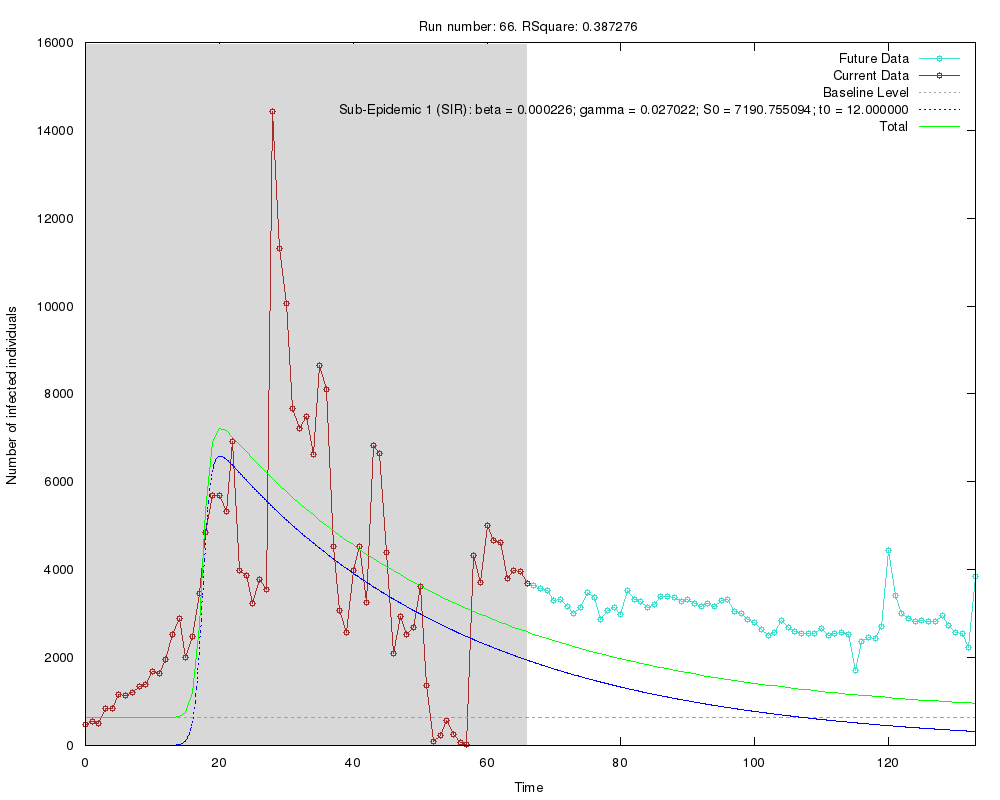 Run number: 66. RSquare: 0.387276
16000
14000
12000
10000
8000
6000
4000
2000
0
Number of infected individuals
Future Data
Current Data
Baseline Level
Sub-Epidemic 1 (SIR): beta = 0.000226; gamma = 0.027022; S0 = 7190.755094; t0 = 12.000000
Total
0 20 40 60 80 100 120
Time